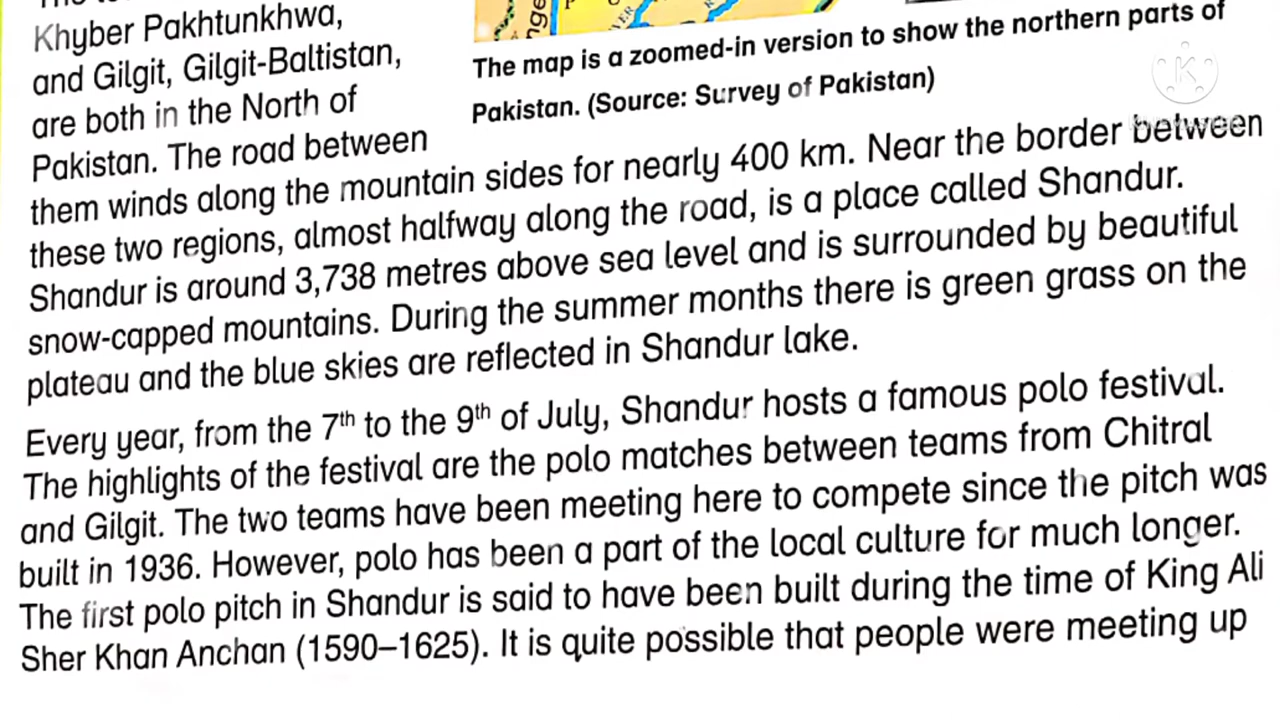 Khyber Pakhtunkhwa,
and Gilgit, Gilgit-Baltistan,
are both in the North of
Pakistan. The road between
The map is a zoomed-in version to show the northern parts of
Pakistan. (Source: Survey of Pakistan)
them winds along the mountain sides for nearly 400 km. Near the border between
these two regions, almost halfway along the road, is a place called Shandur.
Shandur is around 3,738 metres above sea level and is surrounded by beautiful
snow-capped mountains. During the summer months there is green grass on the
plateau and the blue skies are reflected in Shandur lake.
Every year, from the 7th to the 9th of July, Shandur hosts a famous polo festival.
The highlights of the festival are the polo matches between teams from Chitral
and Gilgit. The two teams have been meeting here to compete since the pitch was
built in 1936. However, polo has been a part of the local culture for much longer.
The first polo pitch in Shandur is said to have been built during the time of King Ali
Sher Khan Anchan (1590–1625). It is quite possible that people were meeting up